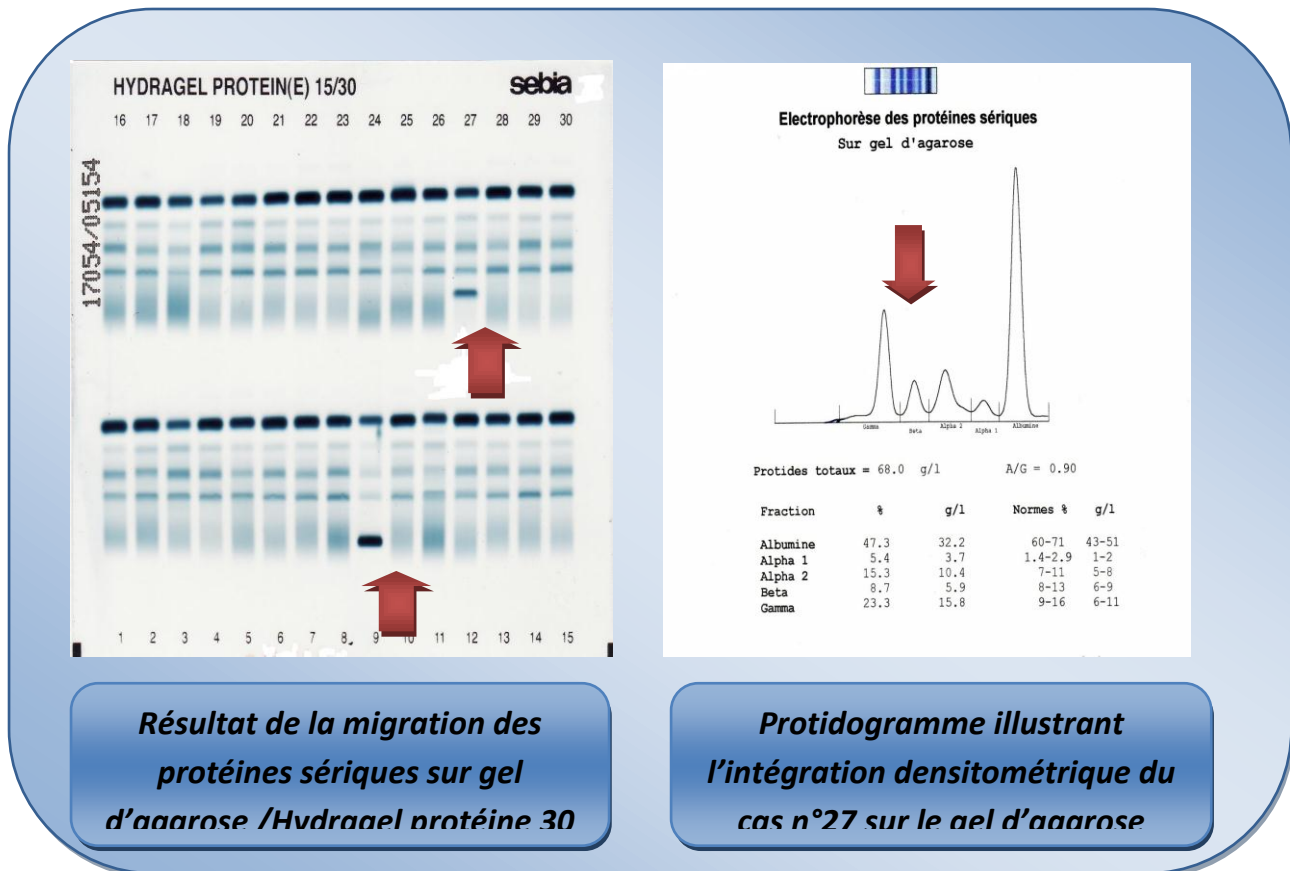 HYDRAGEL PROTEIN(E) 15/30 sebia
16 17 18 19 20 21 22 23 24 25 26 27 28 29 30
17054/05154
1 2 3 4 5 6 7 8 9 10 11 12 13 14 15
Résultat de la migration des
protéines sériques sur gel
d'agarose /Hydragel protéine 30
Electrophorèse des protéines sériques
Sur gel d'agarose
Gamma Beta Alpha 2 Alpha 1 Albumine
Protides totaux = 68.0 g/l A/G = 0.90
Fraction % g/l Normes % g/l
Albumine 47.3 32.2 60-71 43-51
Alpha 1 5.4 3.7 1.4-2.9 1-2
Alpha 2 15.3 10.4 7-11 5-8
Beta 8.7 5.9 8-13 6-9
Gamma 23.3 15.8 9-16 6-11
Protidogramme illustrant
l'intégration densitométrique du
cas n°27 sur le gel d'agarose